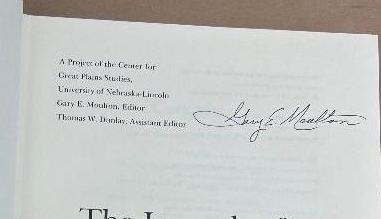 A Project of the Center for
Great Plains Studies,
University of Nebraska-Lincoln
Gary E. Moulton, Editor
Thomas W. Dunlay, Assistant Editor
Gary E. Moulton
The